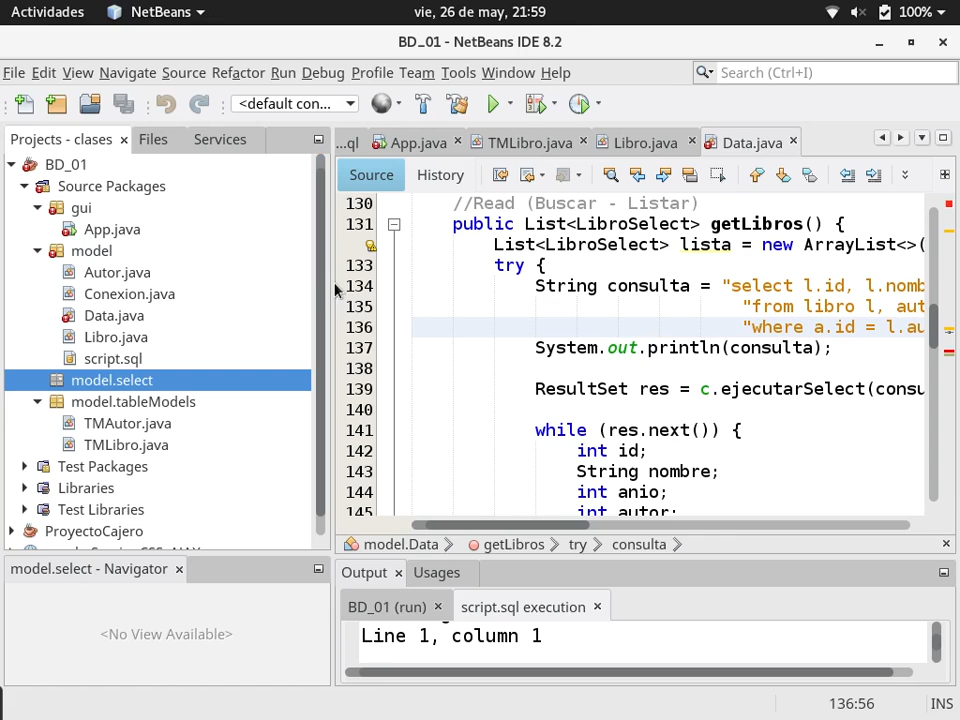 Actividades
NetBeans
vie, 26 de may, 21:59
100%
BD_01 - NetBeans IDE 8.2
File Edit View Navigate Source Refactor Run Debug Profile Team Tools Window Help
Search (Ctrl+I)
<default con...
Projects - clases
Files
Services
...ql
App.java
TMLibro.java
Libro.java
Data.java
Source
History
BD_01
Source Packages
gui
App.java
model
Autor.java
Conexion.java
Data.java
Libro.java
script.sql
model.select
model.tableModels
TMAutor.java
TMLibro.java
Test Packages
Libraries
Test Libraries
ProyectoCajero
130 //Read (Buscar - Listar)
131 public List<LibroSelect> getLibros() {
List<LibroSelect> lista = new ArrayList<>(
133 try {
134 String consulta = "select l.id, l.nomb
135 "from libro l, aut
136 "where a.id = l.au
137 System.out.println(consulta);
138
139 ResultSet res = c.ejecutarSelect(consu
140
141 while (res.next()) {
142 int id;
143 String nombre;
144 int anio;
145 int autor;
model.Data
getLibros
try
consulta
model.select - Navigator
<No View Available>
Output
Usages
BD_01 (run)
script.sql execution
Line 1, column 1
136:56
INS